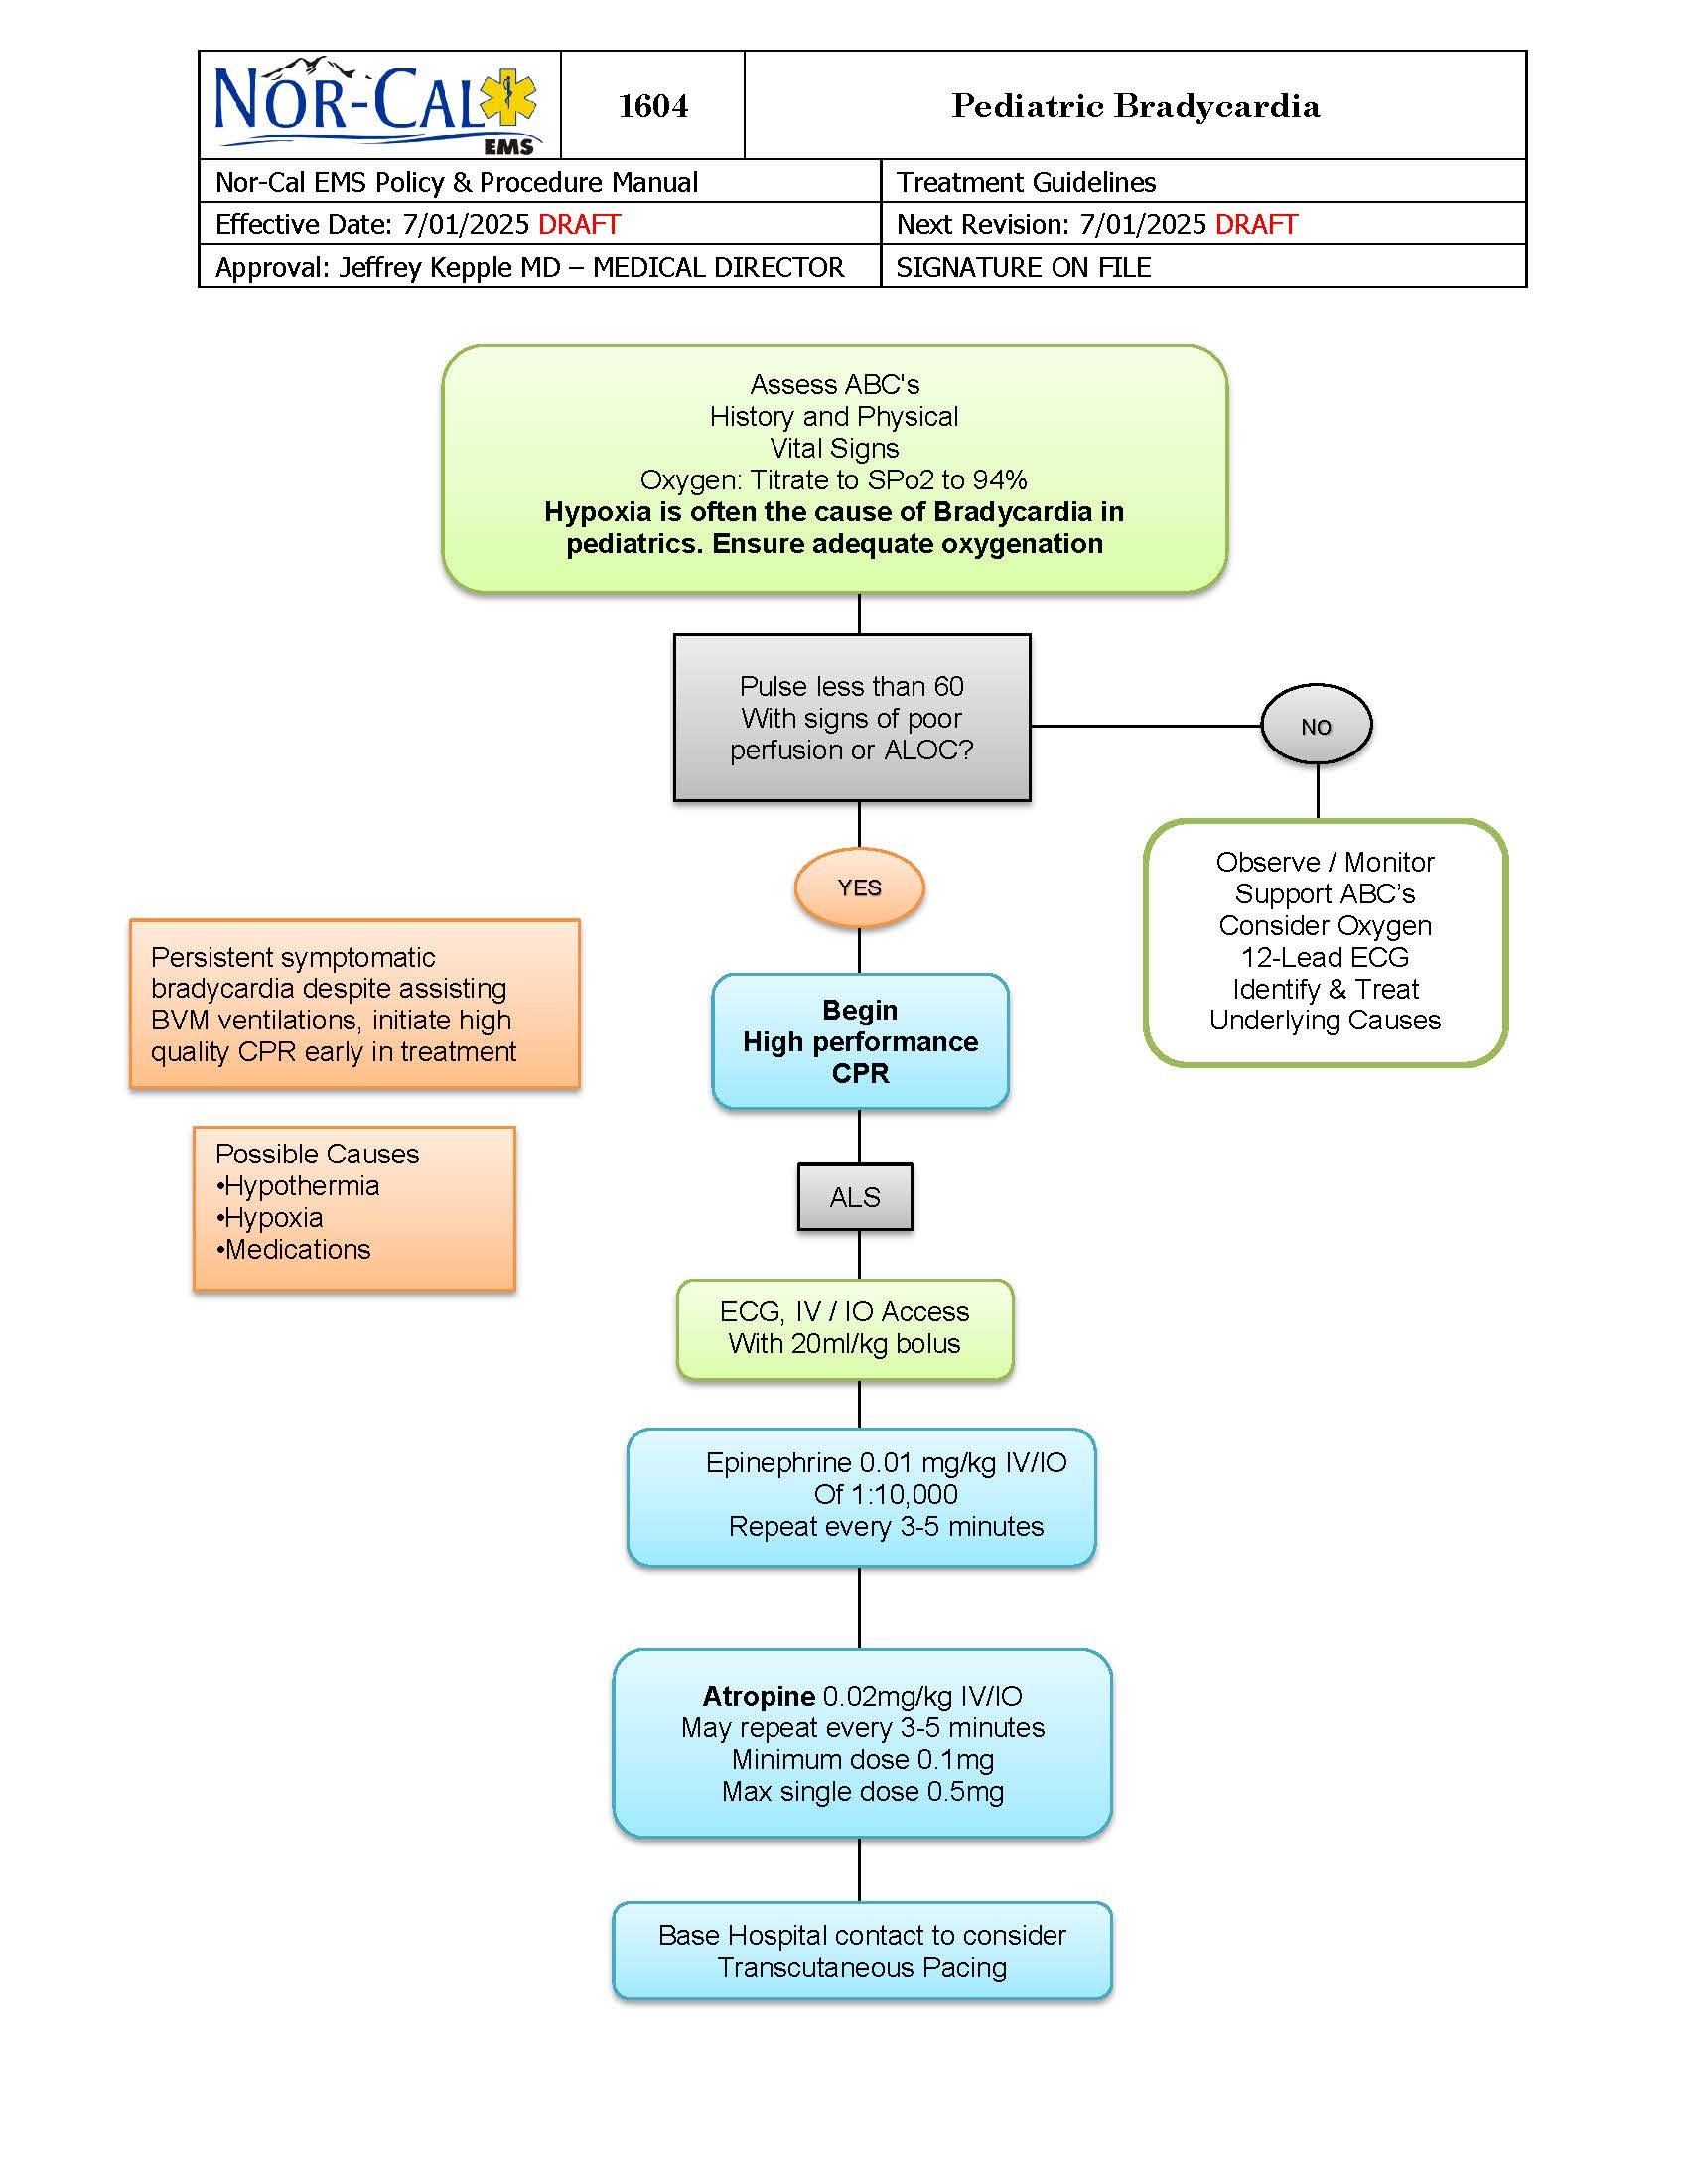 NOR-CAL
EMS
1604
Pediatric Bradycardia
Nor-Cal EMS Policy & Procedure Manual
Treatment Guidelines
Effective Date: 7/01/2025 DRAFT
Next Revision: 7/01/2025 DRAFT
Approval: Jeffrey Kepple MD – MEDICAL DIRECTOR
SIGNATURE ON FILE
Assess ABC's
History and Physical
Vital Signs
Oxygen: Titrate to SPo2 to 94%
Hypoxia is often the cause of Bradycardia in
pediatrics. Ensure adequate oxygenation
Pulse less than 60
With signs of poor
perfusion or ALOC?
NO
Observe / Monitor
Support ABC’s
Consider Oxygen
12-Lead ECG
Identify & Treat
Underlying Causes
YES
Persistent symptomatic
bradycardia despite assisting
BVM ventilations, initiate high
quality CPR early in treatment
Begin
High performance
CPR
Possible Causes
•Hypothermia
•Hypoxia
•Medications
ALS
ECG, IV / IO Access
With 20ml/kg bolus
Epinephrine 0.01 mg/kg IV/IO
Of 1:10,000
Repeat every 3-5 minutes
Atropine 0.02mg/kg IV/IO
May repeat every 3-5 minutes
Minimum dose 0.1mg
Max single dose 0.5mg
Base Hospital contact to consider
Transcutaneous Pacing